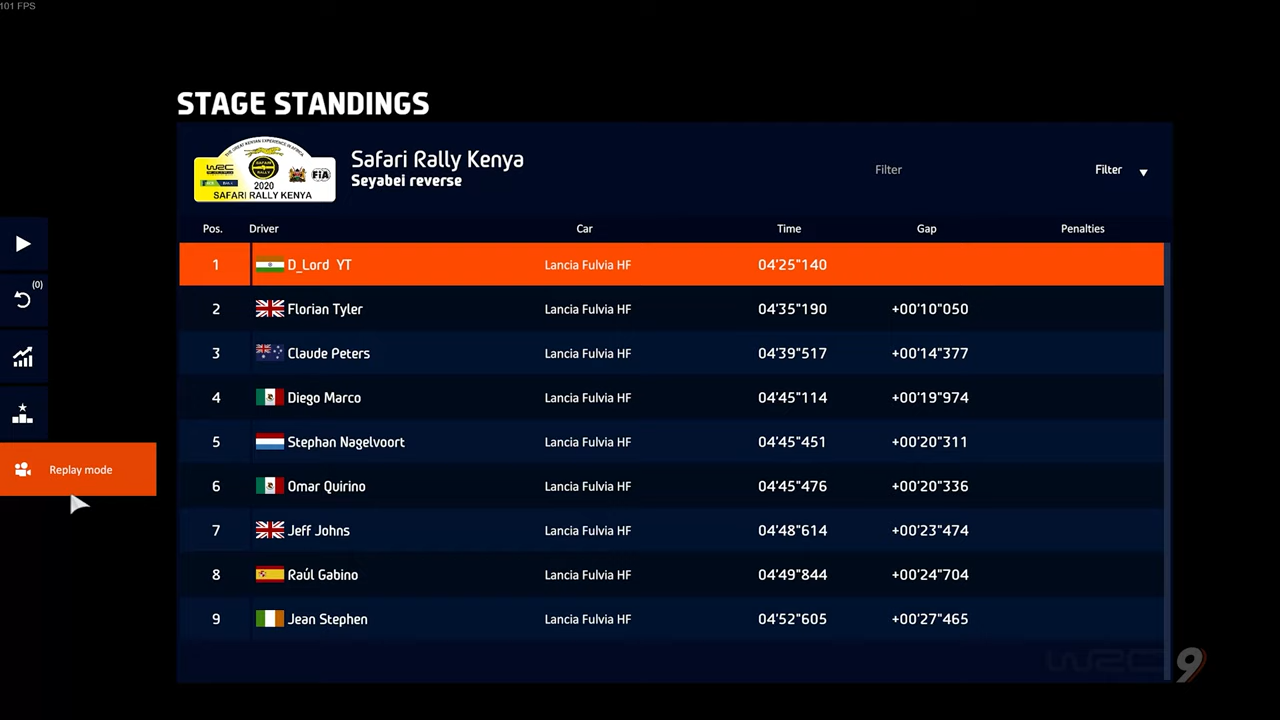 101 FPS
STAGE STANDINGS
WRC
SAFARI RALLY
FiA
2020
SAFARI RALLY KENYA
Safari Rally Kenya
Seyabei reverse
Filter
Filter
Pos. Driver Car Time Gap Penalties
1 D_Lord YT Lancia Fulvia HF 04'25"140
2 Florian Tyler Lancia Fulvia HF 04'35"190 +00'10"050
3 Claude Peters Lancia Fulvia HF 04'39"517 +00'14"377
4 Diego Marco Lancia Fulvia HF 04'45"114 +00'19"974
5 Stephan Nagelvoort Lancia Fulvia HF 04'45"451 +00'20"311
6 Omar Quirino Lancia Fulvia HF 04'45"476 +00'20"336
7 Jeff Johns Lancia Fulvia HF 04'48"614 +00'23"474
8 Raúl Gabino Lancia Fulvia HF 04'49"844 +00'24"704
9 Jean Stephen Lancia Fulvia HF 04'52"605 +00'27"465
(0)
Replay mode
WRC 9